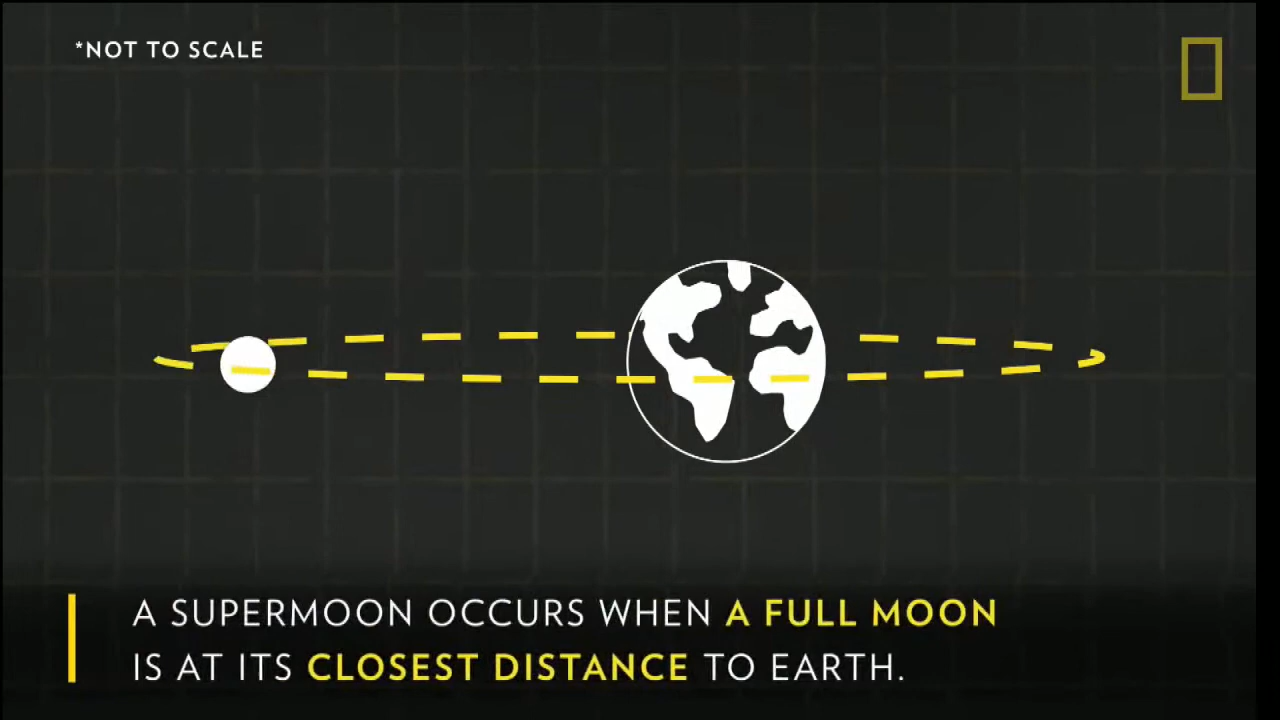 *NOT TO SCALE
A SUPERMOON OCCURS WHEN A FULL MOON
IS AT ITS CLOSEST DISTANCE TO EARTH.